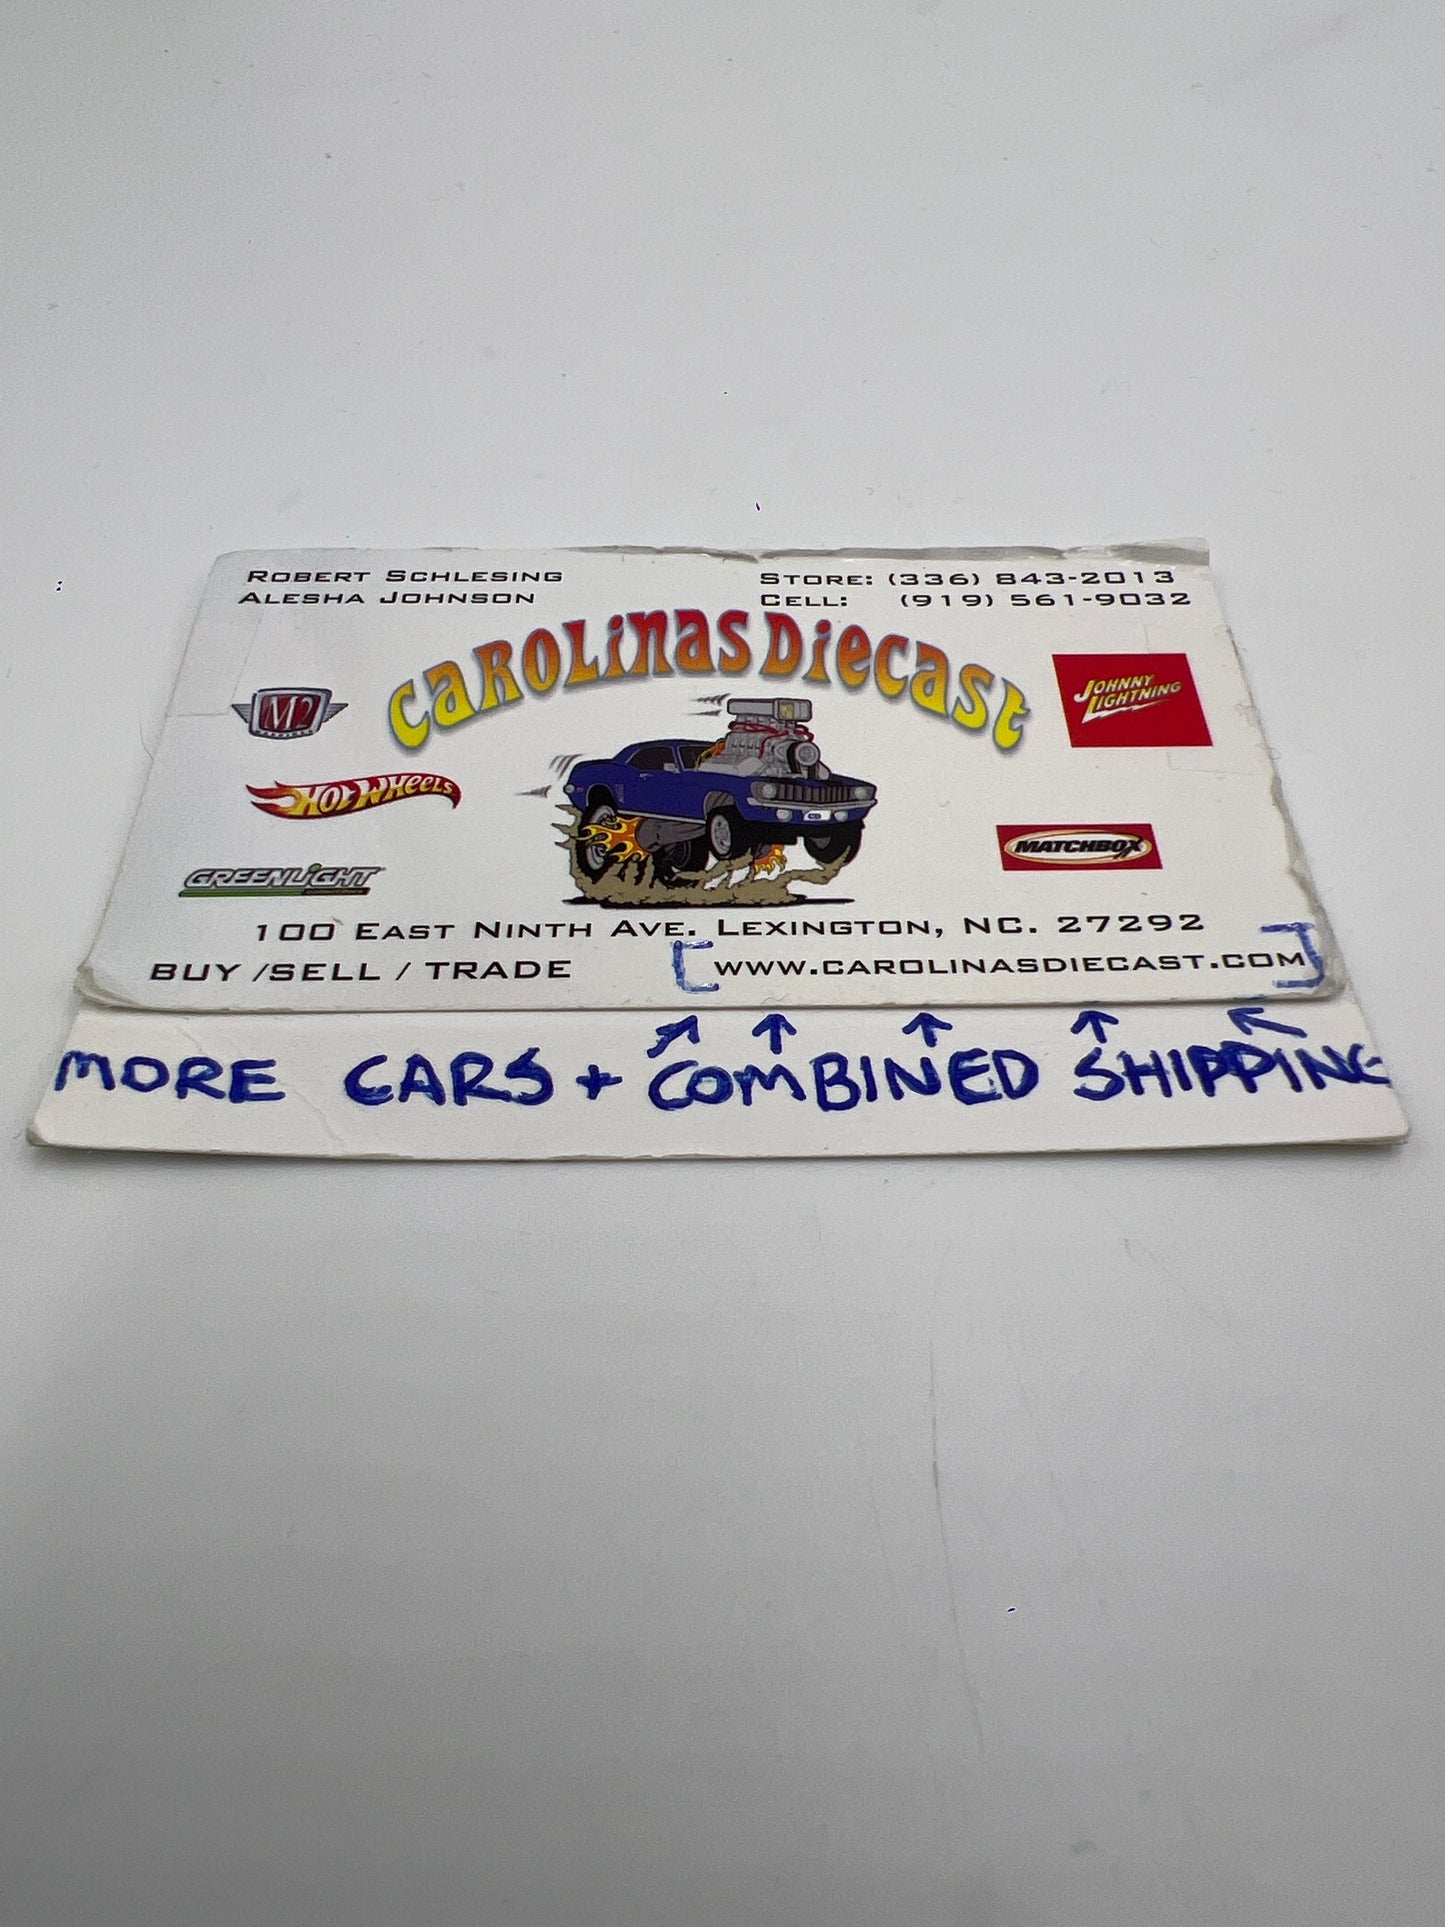 ROBERT SCHLESING
ALESHA JOHNSON
STORE: (336) 843-2013
CELL: (919) 561-9032
CAROLINAS DIECAST
M2
JOHNNY LIGHTNING
HOT WHEELS
MATCHBOX
GREENLIGHT
100 EAST NINTH AVE. LEXINGTON, NC. 27292
BUY /SELL / TRADE
[WWW.CAROLINASDIECAST.COM]
MORE CARS + COMBINED SHIPPING